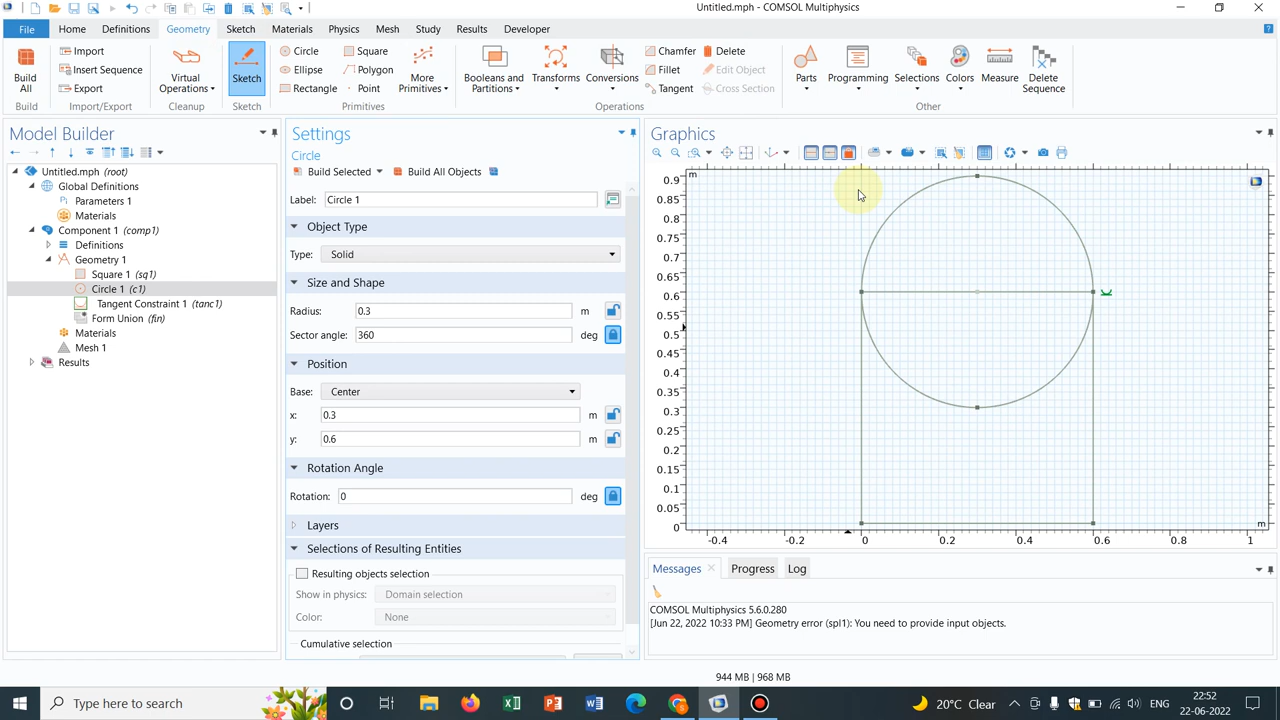 Untitled.mph - COMSOL Multiphysics
File Home Definitions Geometry Sketch Materials Physics Mesh Study Results Developer
Build All
Build
Import
Insert Sequence
Export
Import/Export
Virtual Operations
Cleanup
Sketch
Sketch
Circle
Ellipse
Rectangle
Square
Polygon
Point
More Primitives
Primitives
Booleans and Partitions
Transforms
Conversions
Chamfer
Fillet
Tangent
Delete
Edit Object
Cross Section
Operations
Parts
Programming
Selections
Colors
Measure
Delete Sequence
Other
Model Builder
Untitled.mph (root)
Global Definitions
Parameters 1
Materials
Component 1 (comp1)
Definitions
Geometry 1
Square 1 (sq1)
Circle 1 (c1)
Tangent Constraint 1 (tanc1)
Form Union (fin)
Materials
Mesh 1
Results
Settings
Circle
Build Selected Build All Objects
Label: Circle 1
Object Type
Type: Solid
Size and Shape
Radius: 0.3 m
Sector angle: 360 deg
Position
Base: Center
x: 0.3 m
y: 0.6 m
Rotation Angle
Rotation: 0 deg
Layers
Selections of Resulting Entities
Resulting objects selection
Show in physics: Domain selection
Color: None
Cumulative selection
Graphics
m
0.9
0.85
0.8
0.75
0.7
0.65
0.6
0.55
0.5
0.45
0.4
0.35
0.3
0.25
0.2
0.15
0.1
0.05
0
m
-0.4 -0.2 0 0.2 0.4 0.6 0.8 1
Messages Progress Log
COMSOL Multiphysics 5.6.0.280
[Jun 22, 2022 10:33 PM] Geometry error (spl1): You need to provide input objects.
944 MB | 968 MB
Type here to search
20°C Clear
ENG
22:52
22-06-2022